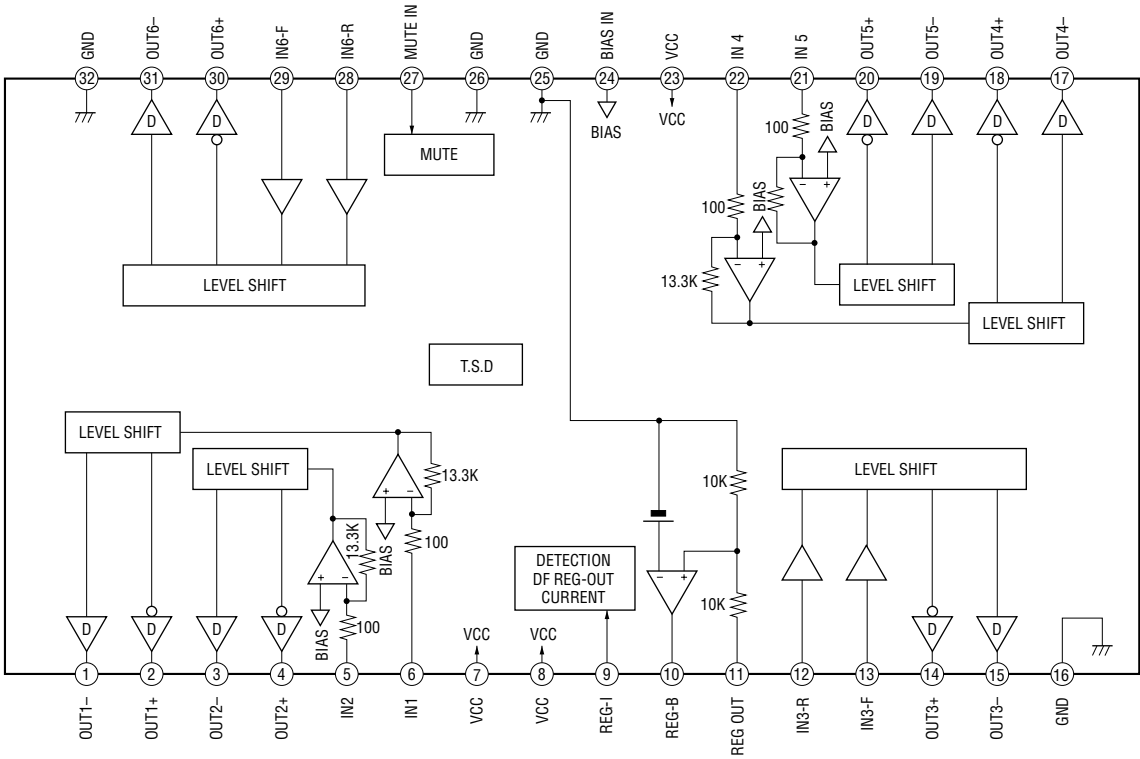 GND
OUT6–
OUT6+
IN6-F
IN6-R
MUTE IN
GND
GND
BIAS IN
VCC
IN 4
IN 5
OUT5+
OUT5–
OUT4+
OUT4–
32
31
30
29
28
27
26
25
24
23
22
21
20
19
18
17
D
D
D
D
D
D
BIAS
VCC
100
BIAS
MUTE
– +
100
BIAS
– +
13.3K
LEVEL SHIFT
LEVEL SHIFT
LEVEL SHIFT
T.S.D
LEVEL SHIFT
LEVEL SHIFT
LEVEL SHIFT
13.3K
10K
+ –
BIAS
100
13.3K
+ –
BIAS
100
DETECTION
DF REG-OUT
CURRENT
– +
10K
D
D
D
D
VCC
VCC
D
D
1
2
3
4
5
6
7
8
9
10
11
12
13
14
15
16
OUT1–
OUT1+
OUT2–
OUT2+
IN2
IN1
VCC
VCC
REG-I
REG-B
REG OUT
IN3-R
IN3-F
OUT3+
OUT3–
GND